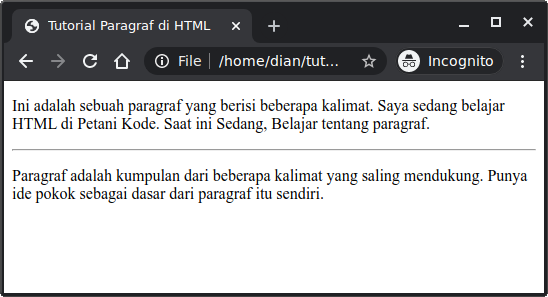 Tutorial Paragraf di HTML
File
/home/dian/tut...
Incognito
Ini adalah sebuah paragraf yang berisi beberapa kalimat. Saya sedang belajar
HTML di Petani Kode. Saat ini Sedang, Belajar tentang paragraf.
Paragraf adalah kumpulan dari beberapa kalimat yang saling mendukung. Punya
ide pokok sebagai dasar dari paragraf itu sendiri.